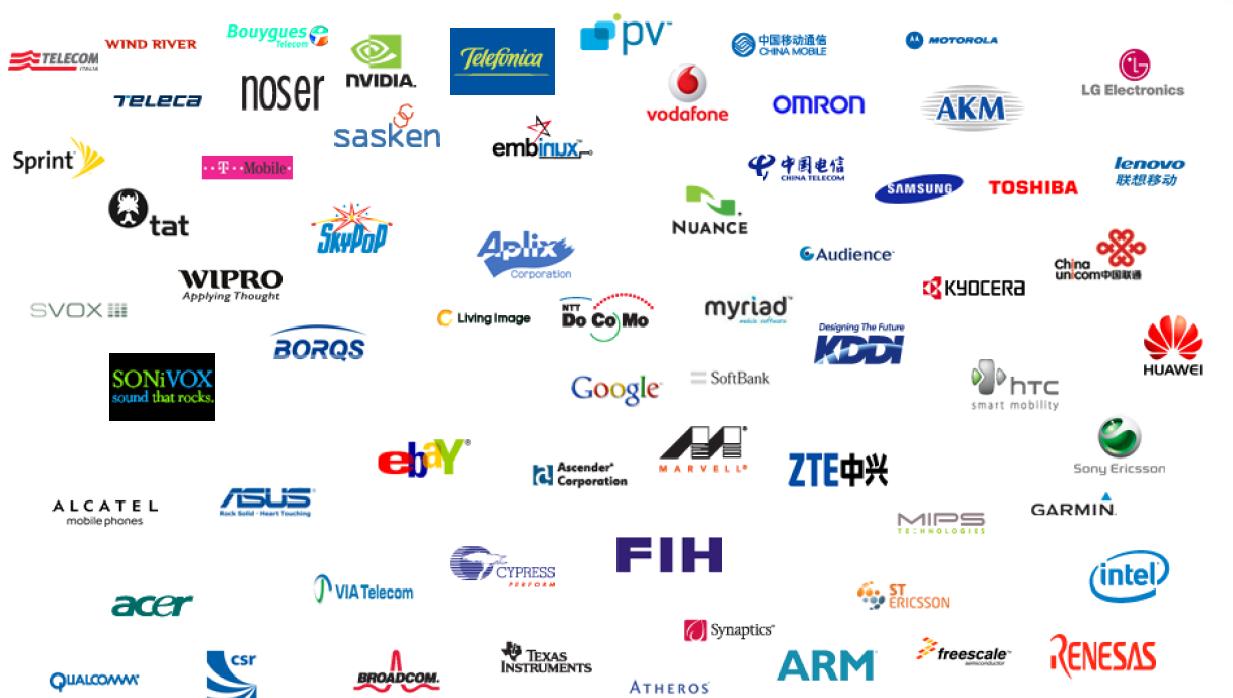 TELECOM
ITALIA
WIND RIVER
Bouygues
Telecom
NVIDIA.
Telefonica
pv
中国移动通信
CHINA MOBILE
MOTOROLA
LG Electronics
TELECA
noser
sasken
vodafone
OMRON
AKM
Sprint
T Mobile
embinux
中国电信
CHINA TELECOM
SAMSUNG
TOSHIBA
lenovo
联想移动
tat
SKYPOP
NUANCE
Aplix
Corporation
Audience
China
unicom中国联通
WIPRO
Applying Thought
KYOCERA
SVOX
Living Image
NTT
DoCoMo
myriad
mobile software
BORQS
Designing The Future
KDDI
HUAWEI
SONiVOX
sound that rocks.
Google
SoftBank
htc
smart mobility
ebaY
Ascender
Corporation
MARVELL
ZTE中兴
Sony Ericsson
ALCATEL
mobile phones
ASUS
Rock Solid · Heart Touching
MIPS
TECHNOLOGIES
GARMIN
CYPRESS
PERFORM
FIH
intel
acer
VIA Telecom
ST
ERICSSON
Synaptics
QUALCOMM
csr
BROADCOM.
TEXAS
INSTRUMENTS
ATHEROS
ARM
freescale
semiconductor
RENESAS